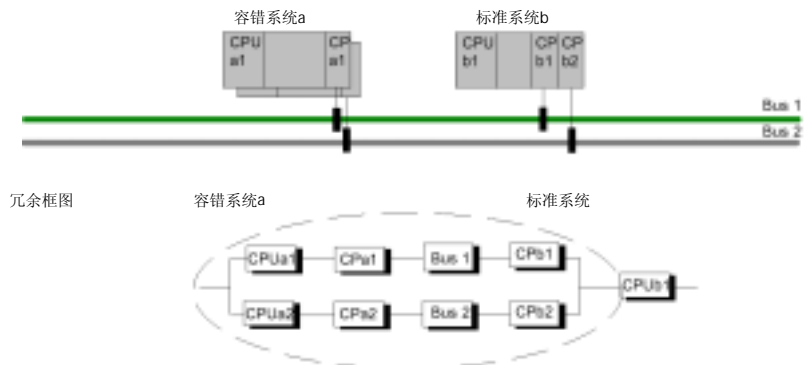 容错系统a
标准系统b
CPU a1
CP a1
CPU b1
CP b1
CP b2
Bus 1
Bus 2
冗余框图
容错系统a
标准系统
CPUa1
CPa1
Bus 1
CPb1
CPUb1
CPUa2
CPa2
Bus 2
CPb2